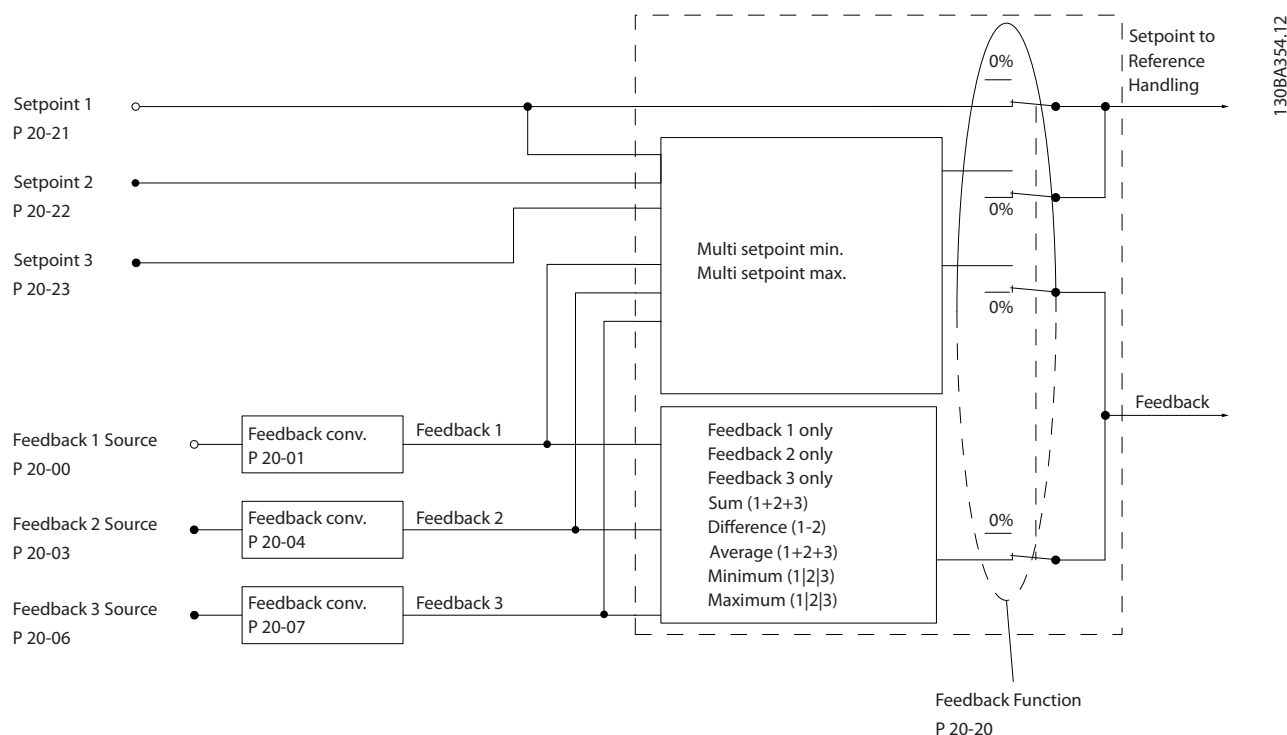 130BA354.12
Setpoint to
Reference
Handling
0%
Setpoint 1
P 20-21
Setpoint 2
P 20-22
0%
Setpoint 3
P 20-23
Multi setpoint min.
Multi setpoint max.
0%
Feedback
Feedback 1 Source
P 20-00
Feedback conv.
P 20-01
Feedback 1
Feedback 2 Source
P 20-03
Feedback conv.
P 20-04
Feedback 2
Feedback 3 Source
P 20-06
Feedback conv.
P 20-07
Feedback 3
Feedback 1 only
Feedback 2 only
Feedback 3 only
Sum (1+2+3)
Difference (1-2)
Average (1+2+3)
Minimum (1|2|3)
Maximum (1|2|3)
0%
Feedback Function
P 20-20